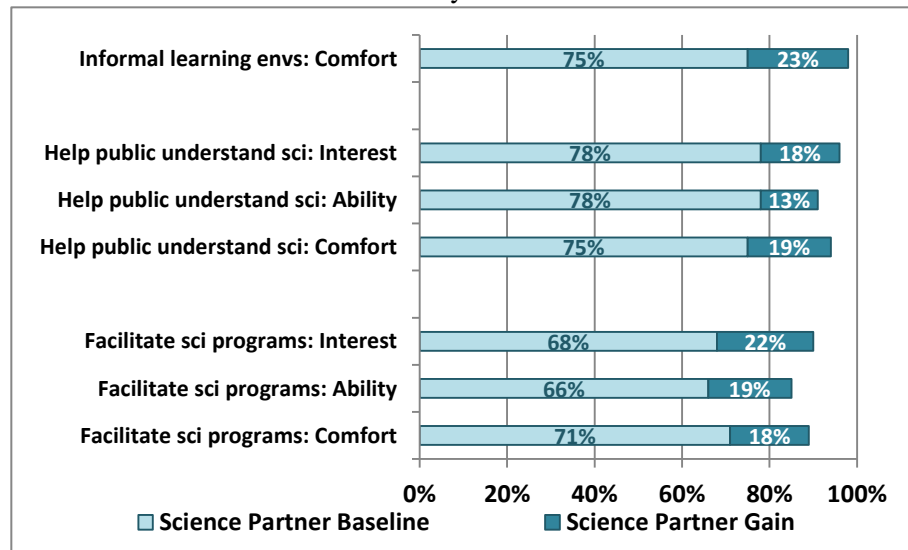 Informal learning envs: Comfort 75% 23%
Help public understand sci: Interest 78% 18%
Help public understand sci: Ability 78% 13%
Help public understand sci: Comfort 75% 19%
Facilitate sci programs: Interest 68% 22%
Facilitate sci programs: Ability 66% 19%
Facilitate sci programs: Comfort 71% 18%
0% 20% 40% 60% 80% 100%
Science Partner Baseline Science Partner Gain